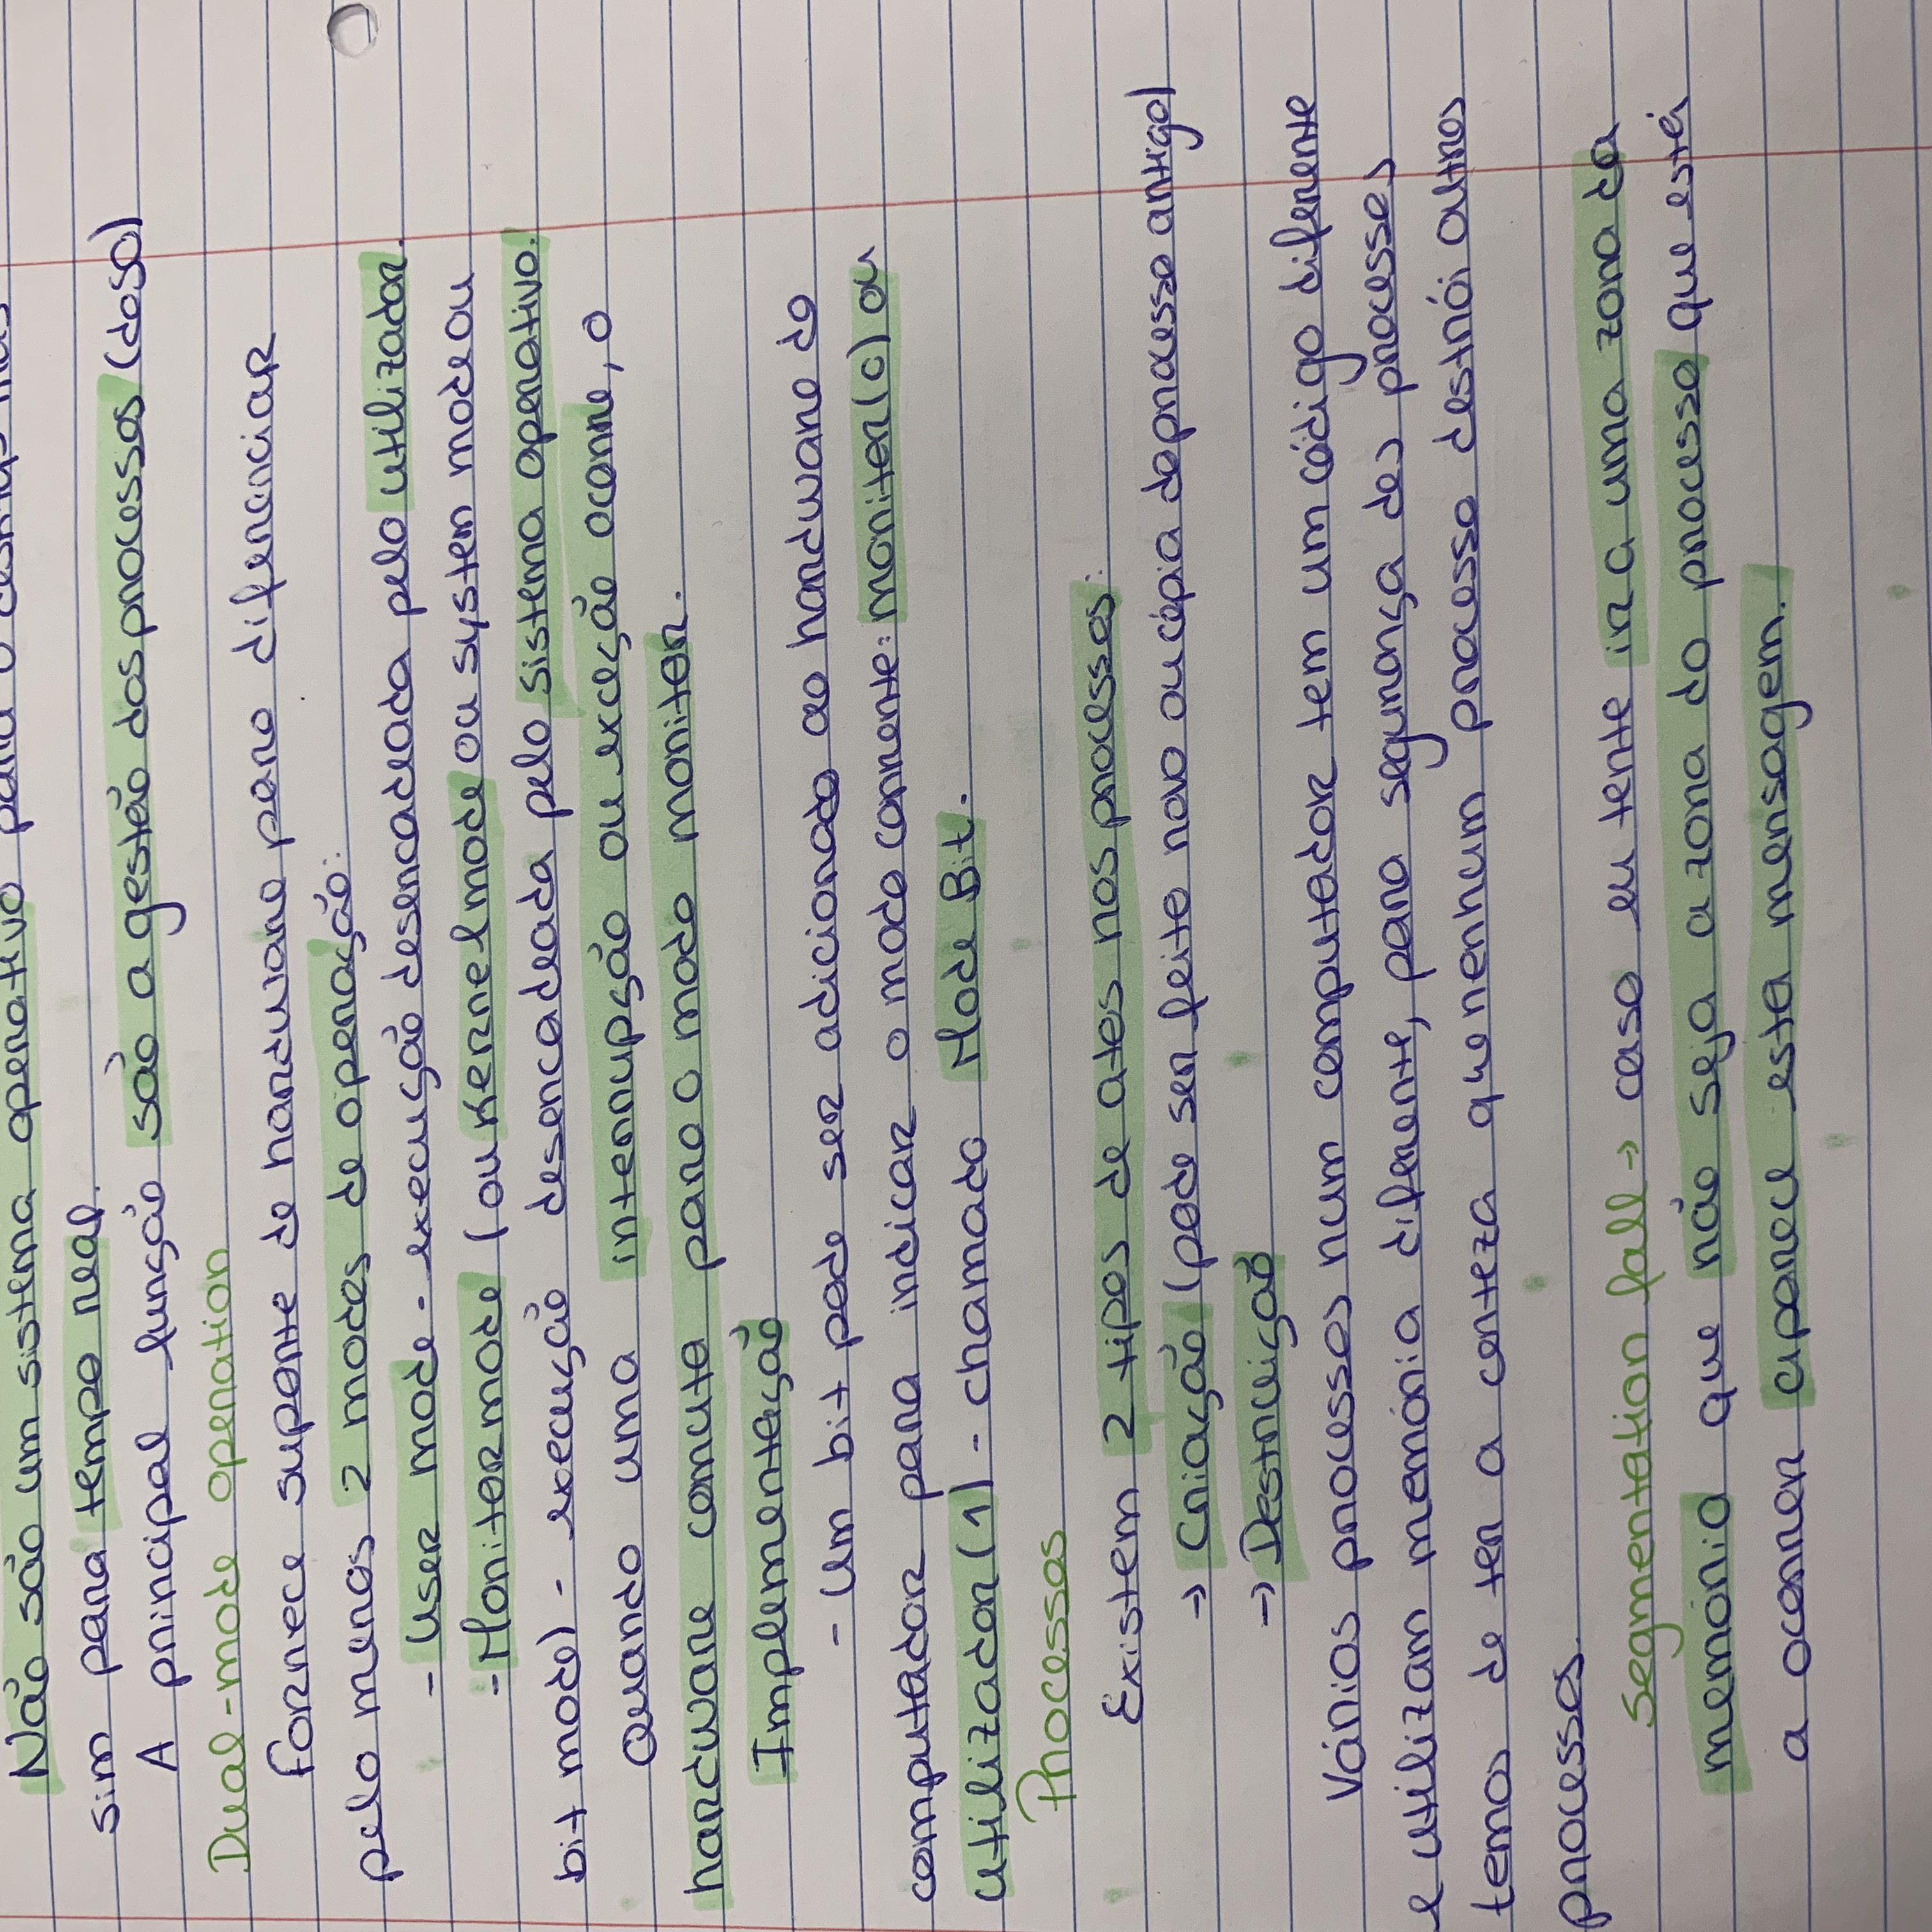 Não são um sistema operativo para o desktop mas
sim para tempo real.
A principal função são a gestão dos processos (do so)
Dual-mode operation
Fornece suporte de hardware para diferenciar
pelo menos 2 modes de operação:
- User mode - execução desencadeada pelo utilizador.
- Monitor mode (ou Kernel mode ou system mode ou
bit mode) - execução desencadeada pelo sistema operativo.
Quando uma interrupção ou exceção ocorre, o
hardware comuta para o modo monitor.
Implementação
- Um bit pode ser adicionado ao hardware do
computador para indicar o modo corrente: monitor(0) ou
utilizador(1) - chamado Mode Bit.
Processos
Existem 2 tipos de atos nos processos:
→ Criação (pode ser feito novo ou cópia do processo antigo)
→ Destruição
Vários processos num computador tem um código diferente
e utilizam memória diferente, para segurança dos processos
temos de ter a certeza que nenhum processo destrói outros
processos.
Segmentation fall → caso eu tente ir a uma zona da
memória que não seja a zona do processo que está
a ocorrer aparece esta mensagem.